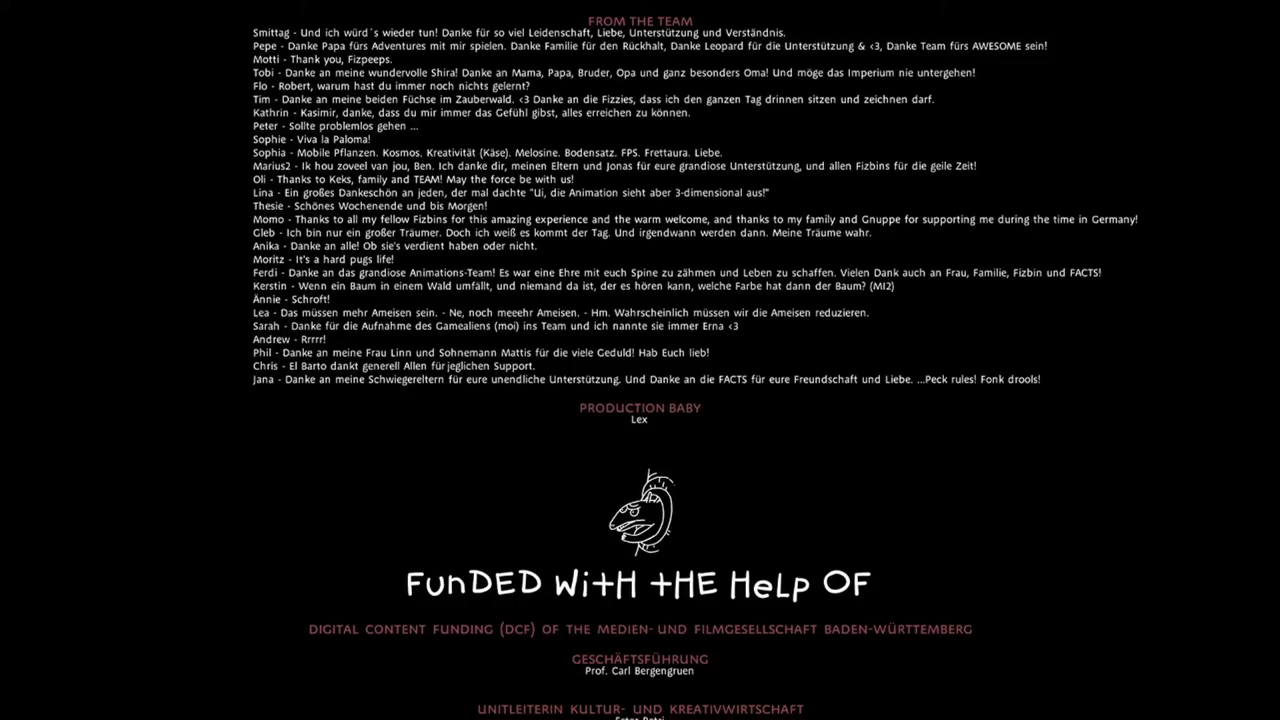 FROM THE TEAM
Smittag - Und ich würd´s wieder tun! Danke für so viel Leidenschaft, Liebe, Unterstützung und Verständnis.
Pepe - Danke Papa fürs Adventures mit mir spielen. Danke Familie für den Rückhalt, Danke Leopard für die Unterstützung & <3, Danke Team fürs AWESOME sein!
Motti - Thank you, Fizpeeps.
Tobi - Danke an meine wundervolle Shira! Danke an Mama, Papa, Bruder, Opa und ganz besonders Oma! Und möge das Imperium nie untergehen!
Flo - Robert, warum hast du immer noch nichts gelernt?
Tim - Danke an meine beiden Füchse im Zauberwald. <3 Danke an die Fizzies, dass ich den ganzen Tag drinnen sitzen und zeichnen darf.
Kathrin - Kasimir, danke, dass du mir immer das Gefühl gibst, alles erreichen zu können.
Peter - Sollte problemlos gehen ...
Sophie - Viva la Paloma!
Sophia - Mobile Pflanzen. Kosmos. Kreativität (Käse). Melosine. Bodensatz. FPS. Frettaura. Liebe.
Marius2 - Ik hou zoveel van jou, Ben. Ich danke dir, meinen Eltern und Jonas für eure grandiose Unterstützung, und allen Fizbins für die geile Zeit!
Oli - Thanks to Keks, family and TEAM! May the force be with us!
Lina - Ein großes Dankeschön an jeden, der mal dachte "Ui, die Animation sieht aber 3-dimensional aus!"
Thesie - Schönes Wochenende und bis Morgen!
Momo - Thanks to all my fellow Fizbins for this amazing experience and the warm welcome, and thanks to my family and Gnuppe for supporting me during the time in Germany!
Gleb - Ich bin nur ein großer Träumer. Doch ich weiß es kommt der Tag. Und irgendwann werden dann. Meine Träume wahr.
Anika - Danke an alle! Ob sie's verdient haben oder nicht.
Moritz - It's a hard pugs life!
Ferdi - Danke an das grandiose Animations-Team! Es war eine Ehre mit euch Spine zu zähmen und Leben zu schaffen. Vielen Dank auch an Frau, Familie, Fizbin und FACTS!
Kerstin - Wenn ein Baum in einem Wald umfällt, und niemand da ist, der es hören kann, welche Farbe hat dann der Baum? (MI2)
Ännie - Schroft!
Lea - Das müssen mehr Ameisen sein. - Ne, noch meeehr Ameisen. - Hm. Wahrscheinlich müssen wir die Ameisen reduzieren.
Sarah - Danke für die Aufnahme des Gamealiens (moi) ins Team und ich nannte sie immer Erna <3
Andrew - Rrrr!
Phil - Danke an meine Frau Linn und Sohnemann Mattis für die viele Geduld! Hab Euch lieb!
Chris - El Barto dankt generell Allen für jeglichen Support.
Jana - Danke an meine Schwiegereltern für eure unendliche Unterstützung. Und Danke an die FACTS für eure Freundschaft und Liebe. ...Peck rules! Fonk drools!
PRODUCTION BABY
Lex
FUNDED WITH THE HELP OF
DIGITAL CONTENT FUNDING (DCF) OF THE MEDIEN- UND FILMGESELLSCHAFT BADEN-WÜRTTEMBERG
GESCHÄFTSFÜHRUNG
Prof. Carl Bergengruen
UNITLEITERIN KULTUR- UND KREATIVWIRTSCHAFT